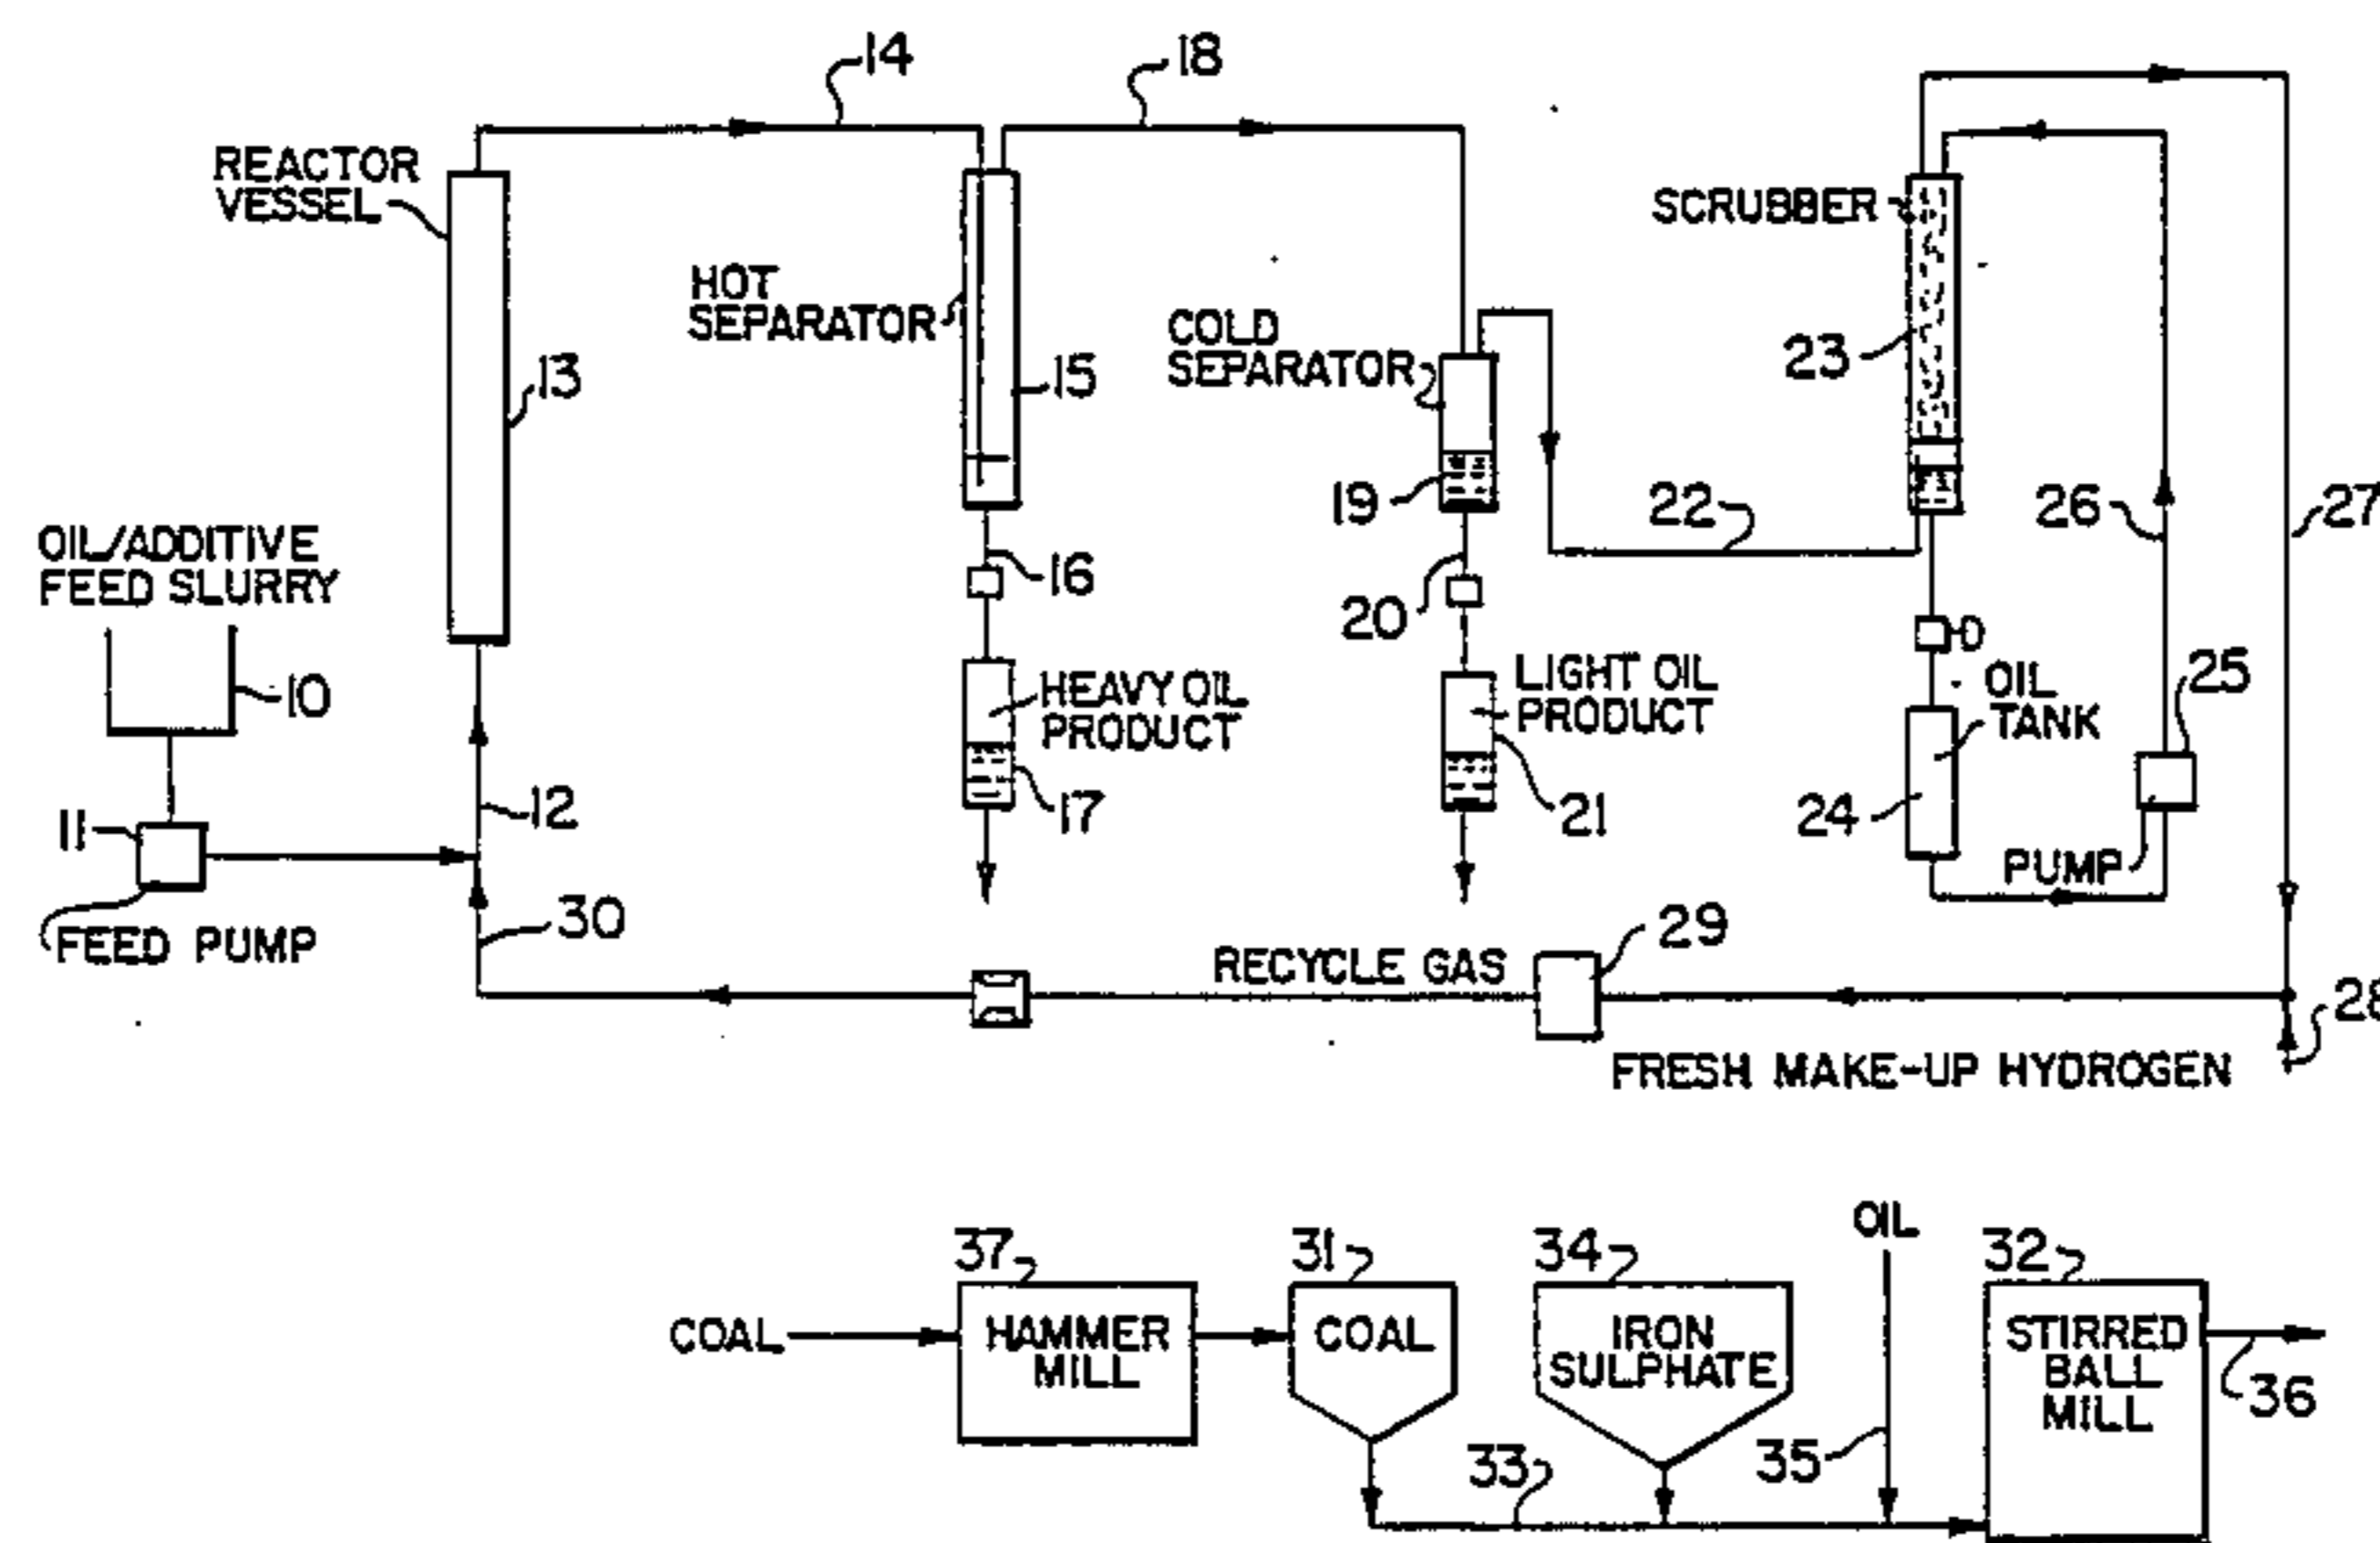 14
18
REACTOR
VESSEL
SCRUBBER
HOT
SEPARATOR
COLD
SEPARATOR
13
15
23
19
22
26
27
OIL/ADDITIVE
FEED SLURRY
16
20
10
HEAVY OIL
PRODUCT
LIGHT OIL
PRODUCT
OIL
TANK
25
11
12
17
21
24
PUMP
FEED PUMP
30
RECYCLE GAS
29
28
FRESH MAKE-UP HYDROGEN
OIL
37
31
34
32
COAL
HAMMER
MILL
COAL
IRON
SULPHATE
STIRRED
BALL
MILL
36
33
35